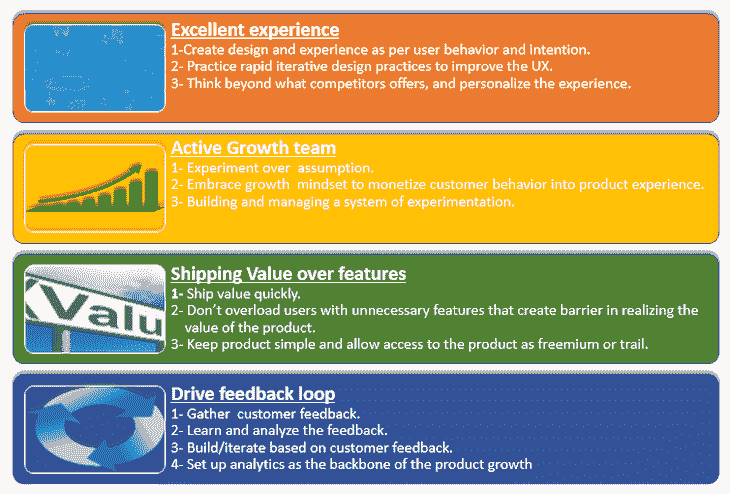 Excellent experience
1-Create design and experience as per user behavior and intention.
2- Practice rapid iterative design practices to improve the UX.
3- Think beyond what competitors offers, and personalize the experience.
Active Growth team
1- Experiment over assumption.
2- Embrace growth mindset to monetize customer behavior into product experience.
3- Building and managing a system of experimentation.
Valu
Shipping Value over features
1- Ship value quickly.
2- Don't overload users with unnecessary features that create barrier in realizing the
value of the product.
3- Keep product simple and allow access to the product as freemium or trail.
Drive feedback loop
1- Gather customer feedback.
2- Learn and analyze the feedback.
3- Build/iterate based on customer feedback.
4- Set up analytics as the backbone of the product growth